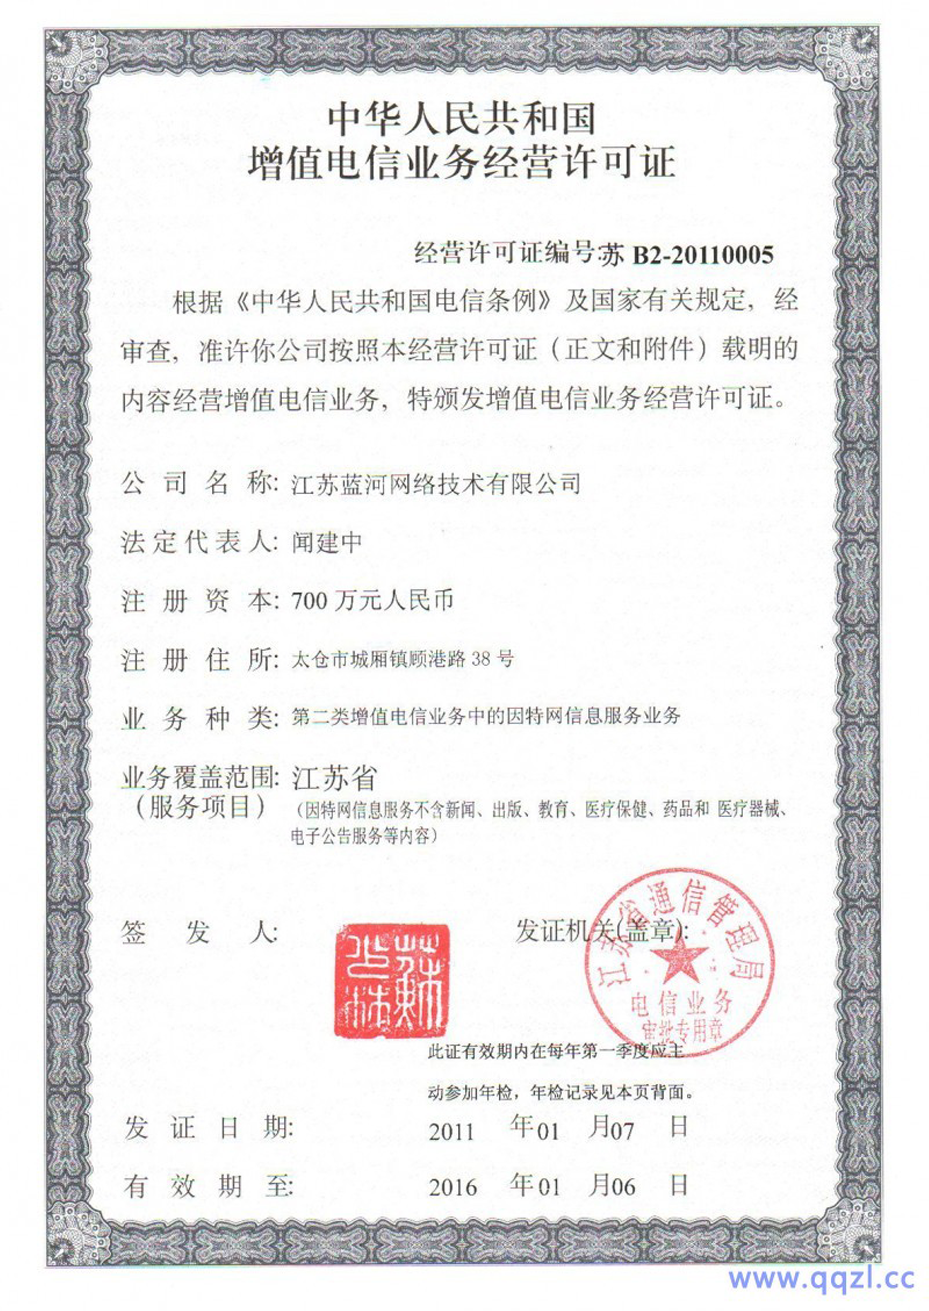 中华人民共和国
增值电信业务经营许可证
经营许可证编号:苏 B2-20110005
根据《中华人民共和国电信条例》及国家有关规定，经
审查，准许你公司按照本经营许可证（正文和附件）载明的
内容经营增值电信业务，特颁发增值电信业务经营许可证。
公司名称: 江苏蓝河网络技术有限公司
法定代表人: 闻建中
注册资本: 700 万元人民币
注册住所: 太仓市城厢镇顾港路 38 号
业务种类: 第二类增值电信业务中的因特网信息服务业务
业务覆盖范围: 江苏省
（服务项目）
（因特网信息服务不含新闻、出版、教育、医疗保健、药品和 医疗器械、
电子公告服务等内容）
签发人:
发证机关(盖章):
江苏省通信管理局
电信业务
审批专用章
此证有效期内在每年第一季度应主
动参加年检，年检记录见本页背面。
发证日期: 2011 年 01 月 07 日
有效期至: 2016 年 01 月 06 日
www.qqzl.cc